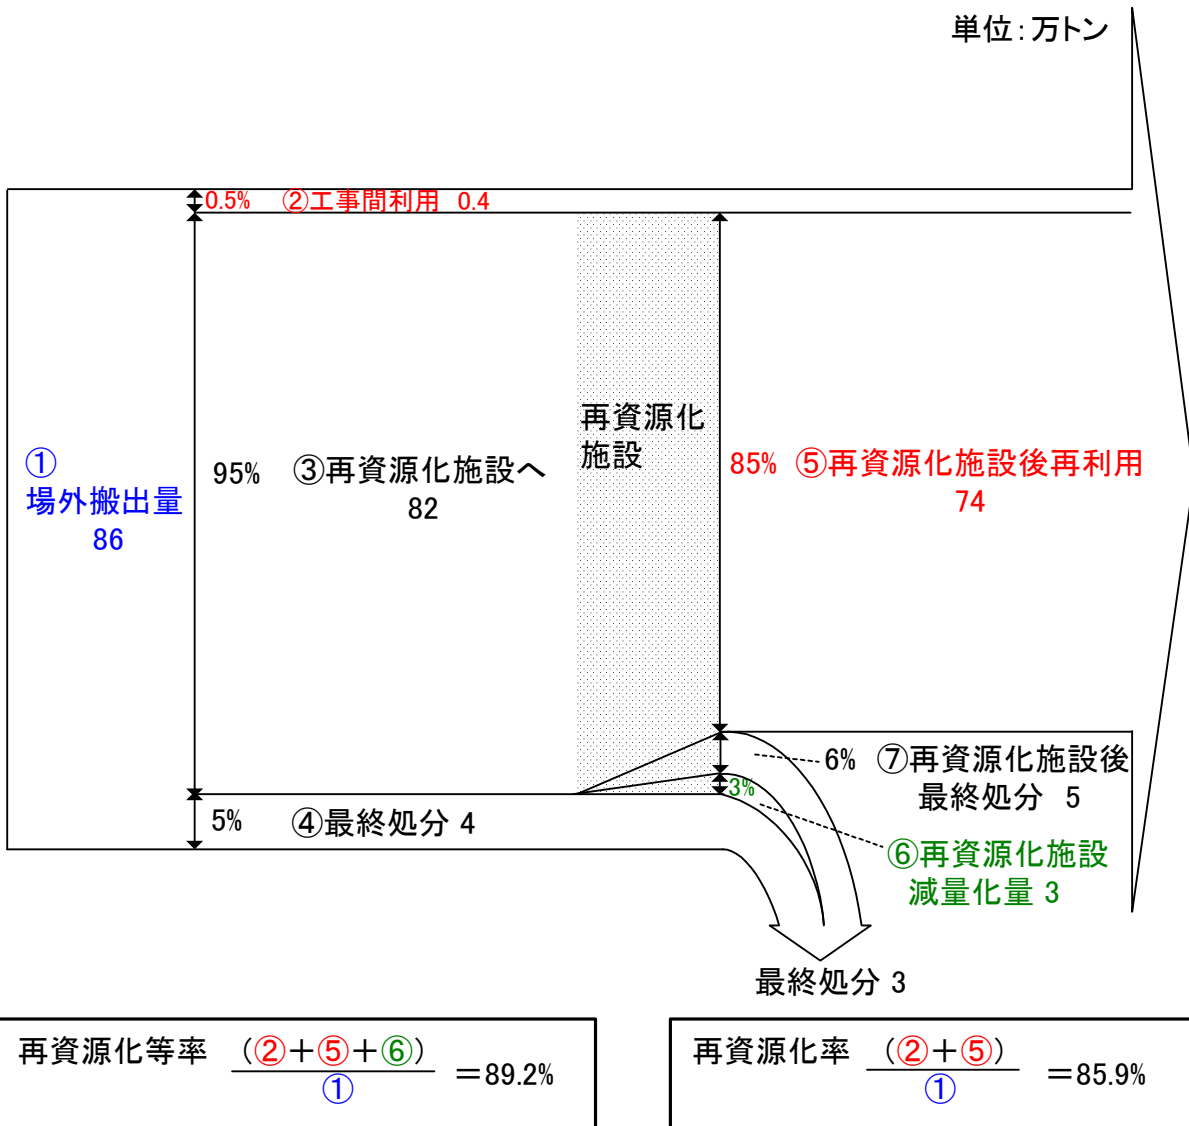 単位：万トン
0.5% ②工事間利用 0.4
①
場外搬出量
86
95% ③再資源化施設へ
82
再資源化
施設
85% ⑤再資源化施設後再利用
74
6% ⑦再資源化施設後
最終処分 5
3%
5% ④最終処分 4
⑥再資源化施設
減量化量 3
最終処分 3
再資源化等率 (②＋⑤＋⑥)
① ＝89.2%
再資源化率 (②＋⑤)
① ＝85.9%